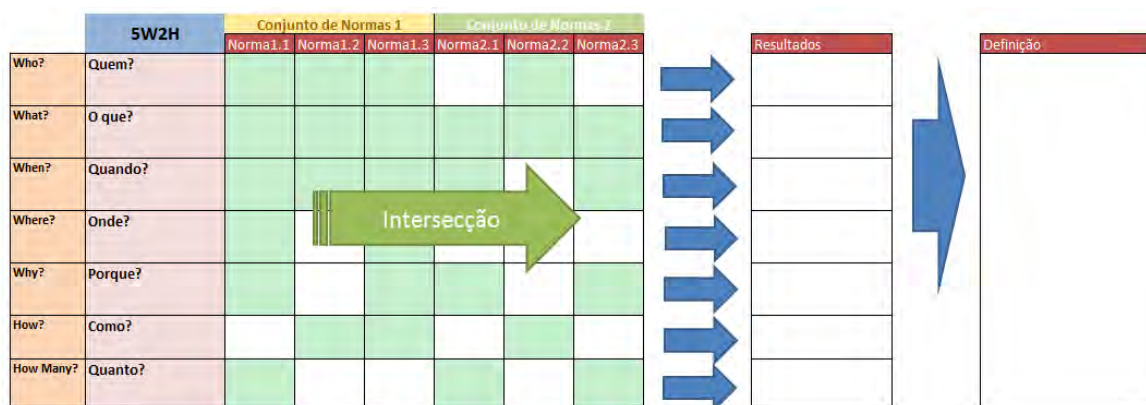 5W2H
Conjunto de Normas 1
Conjunto de Normas 2
Norma1.1 Norma1.2 Norma1.3 Norma2.1 Norma2.2 Norma2.3
Resultados
Definição
Who? Quem?
What? O que?
When? Quando?
Where? Onde?
Intersecção
Why? Porque?
How? Como?
How Many? Quanto?